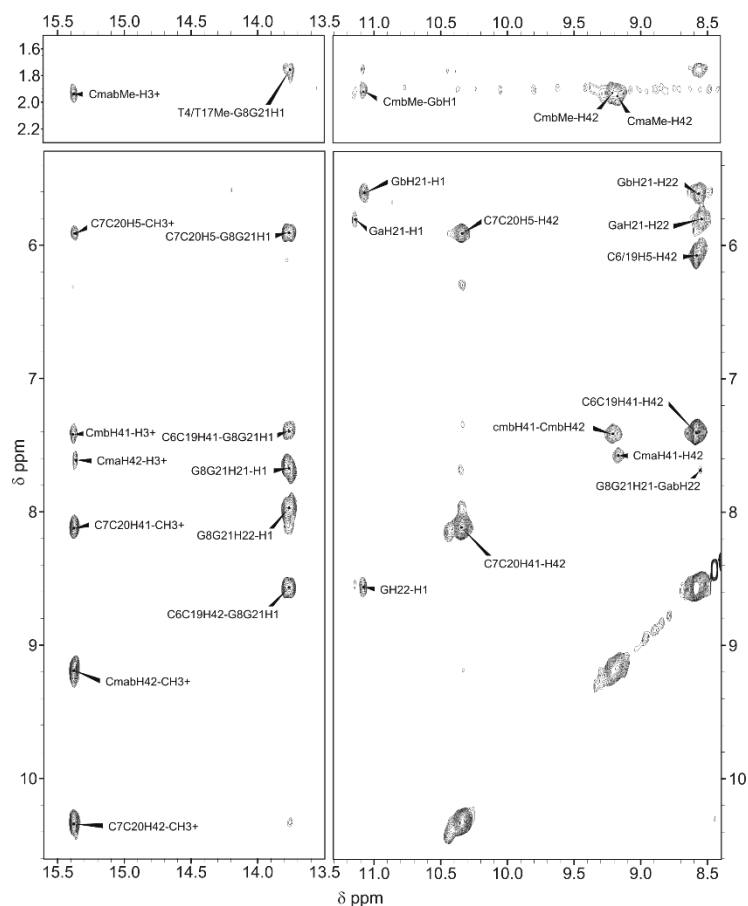 15.5 15.0 14.5 14.0 13.5
11.0 10.5 10.0 9.5 9.0 8.5
1.6
1.8
2.0
2.2
CmabMe-H3+
T4/T17Me-G8G21H1
CmbMe-GbH1
CmbMe-H42
CmaMe-H42
GbH21-H1
GbH21-H22
C7C20H5-CH3+
C7C20H5-G8G21H1
GaH21-H1
C7C20H5-H42
GaH21-H22
C6/19H5-H42
6
6
7
7
C6C19H41-H42
CmbH41-H3+
C6C19H41-G8G21H1
cmbH41-CmbH42
CmaH42-H3+
G8G21H21-H1
CmaH41-H42
G8G21H21-GabH22
δ ppm
δ ppm
8
8
C7C20H41-CH3+
G8G21H22-H1
C7C20H41-H42
C6C19H42-G8G21H1
GH22-H1
9
9
CmabH42-CH3+
10
10
C7C20H42-CH3+
15.5 15.0 14.5 14.0 13.5
11.0 10.5 10.0 9.5 9.0 8.5
δ ppm